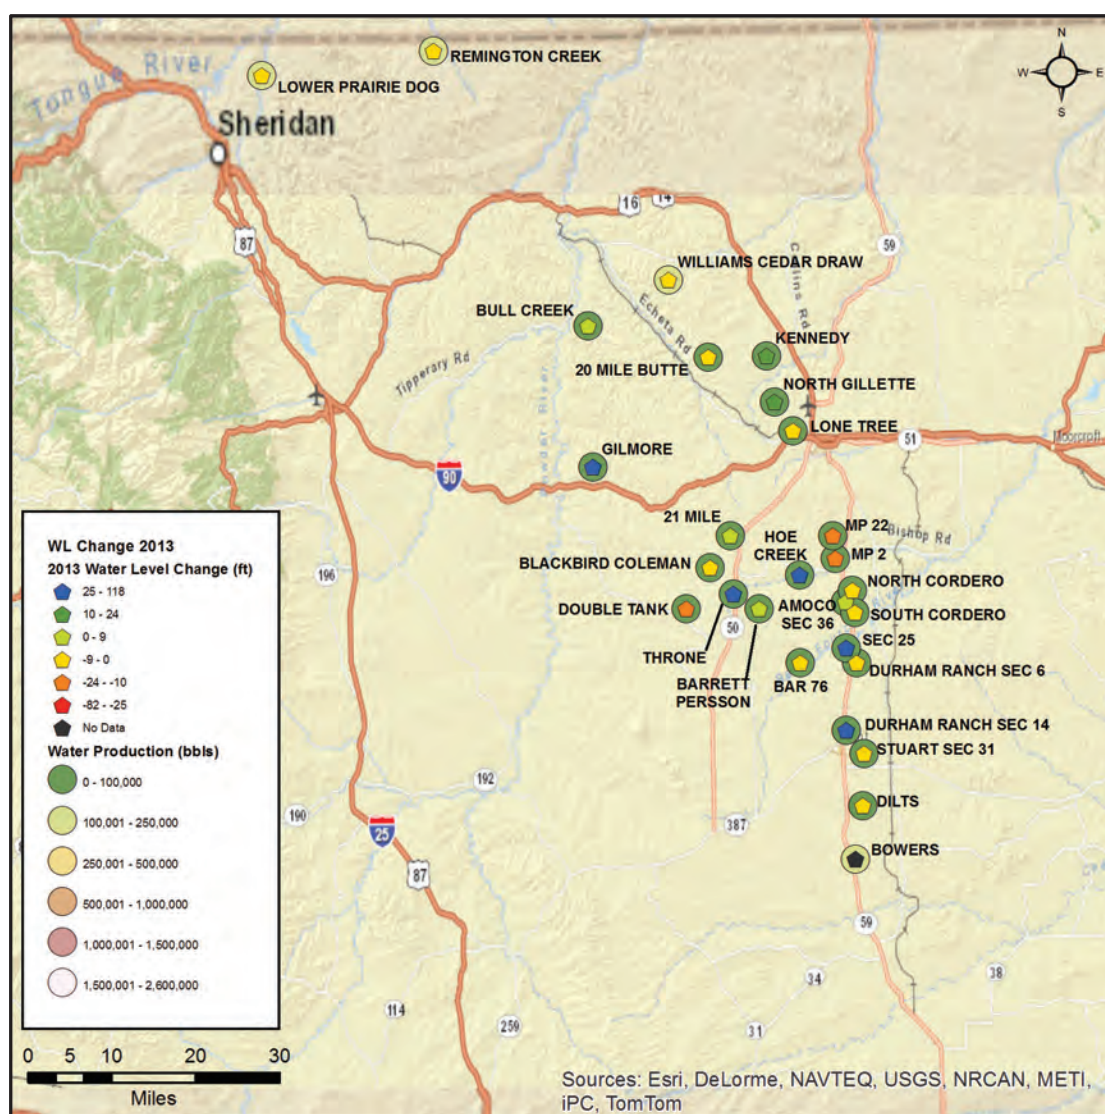 N
W
E
S
REMINGTON CREEK
LOWER PRAIRIE DOG
Tongue River
Sheridan
16
14
87
59
Collins Rd
WILLIAMS CEDAR DRAW
BULL CREEK
Echeta Rd
KENNEDY
20 MILE BUTTE
Tipperary Rd
NORTH GILLETTE
Powder River
LONE TREE
51
Moorcroft
GILMORE
90
21 MILE
HOE
CREEK
MP 22
Bishop Rd
MP 2
BLACKBIRD COLEMAN
NORTH CORDERO
196
DOUBLE TANK
AMOCO
SEC 36
SOUTH CORDERO
50
THRONE
SEC 25
BARRETT
PERSSON
BAR 76
DURHAM RANCH SEC 6
DURHAM RANCH SEC 14
STUART SEC 31
192
DILTS
190
387
25
BOWERS
87
59
34
38
114
259
31
WL Change 2013
2013 Water Level Change (ft)
25 - 118
10 - 24
0 - 9
-9 - 0
-24 - -10
-82 - -25
No Data
Water Production (bbls)
0 - 100,000
100,001 - 250,000
250,001 - 500,000
500,001 - 1,000,000
1,000,001 - 1,500,000
1,500,001 - 2,600,000
0 5 10 20 30
Miles
Sources: Esri, DeLorme, NAVTEQ, USGS, NRCAN, METI,
iPC, TomTom